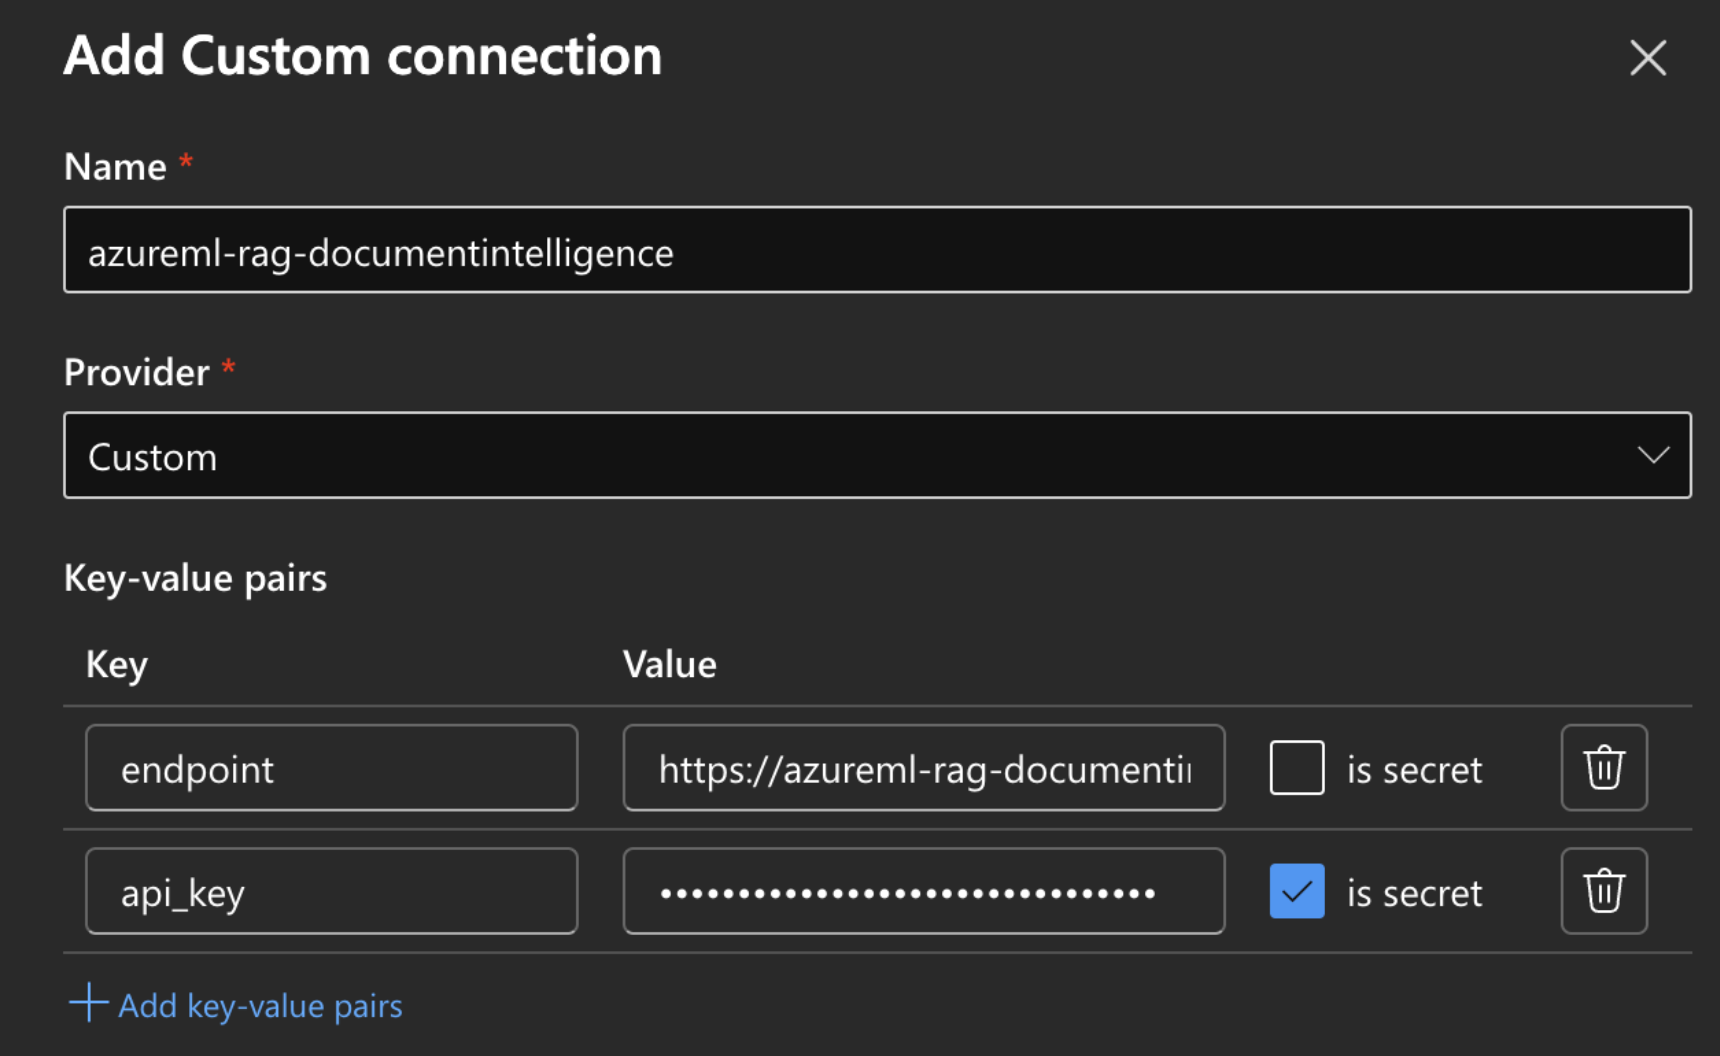 Add Custom connection
Name *
azureml-rag-documentintelligence
Provider *
Custom
Key-value pairs
Key Value
endpoint https://azureml-rag-documenti is secret
api_key •••••••••••••••••••••••••••••••• is secret
Add key-value pairs